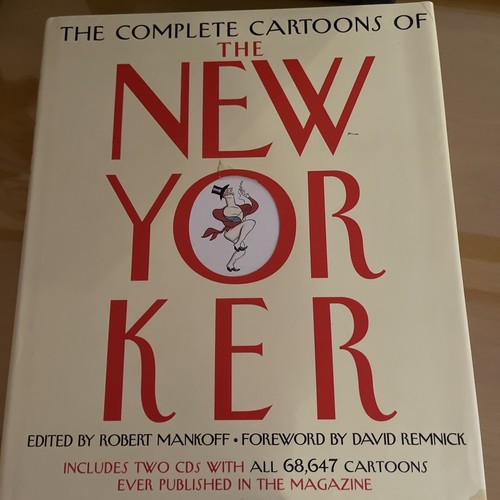 THE COMPLETE CARTOONS OF
THE
NEW
YOR
KER
EDITED BY ROBERT MANKOFF • FOREWORD BY DAVID REMNICK
INCLUDES TWO CDS WITH ALL 68,647 CARTOONS
EVER PUBLISHED IN THE MAGAZINE